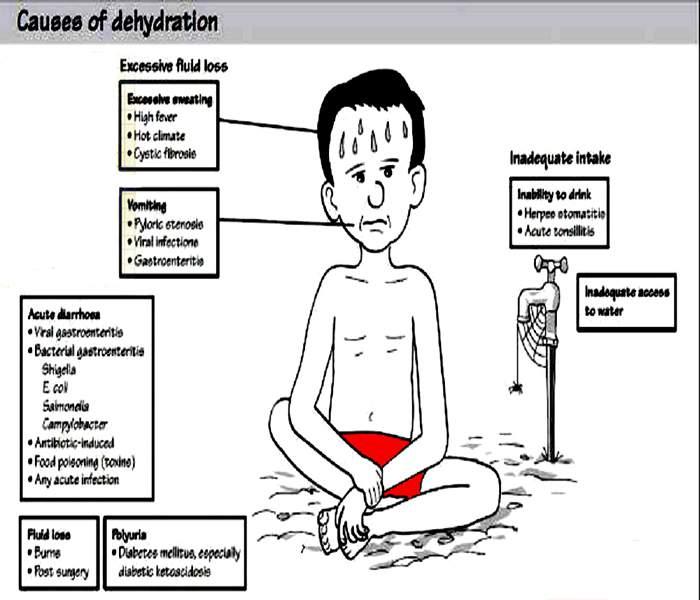 Causes of dehydration
Excessive fluid loss
Excessive sweating
• High fever
• Hot climate
• Cystic fibrosis
Vomiting
• Pyloric stenosis
• Viral infections
• Gastroenteritis
Acute diarrhoea
• Viral gastroenteritis
• Bacterial gastroenteritis
Shigella
E coli
Salmonella
Campylobacter
• Antibiotic-induced
• Food poisoning (toxins)
• Any acute infection
Fluid loss
• Burns
• Post surgery
Polyuria
• Diabetes mellitus, especially
diabetic ketoacidosis
Inadequate intake
Inability to drink
• Herpes stomatitis
• Acute tonsillitis
Inadequate access
to water